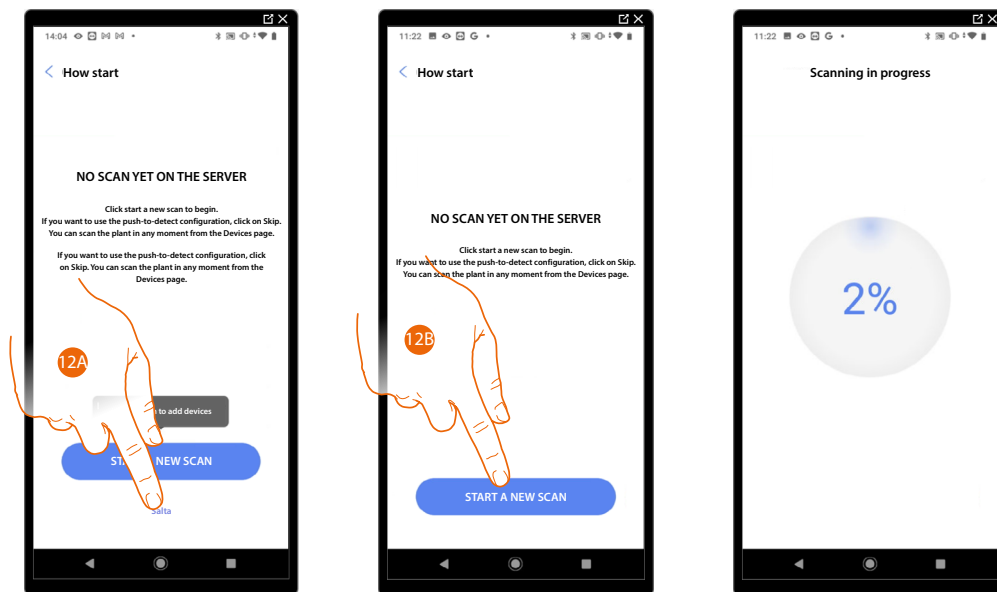 14:04
How start
NO SCAN YET ON THE SERVER
Click start a new scan to begin.
If you want to use the push-to-detect configuration, click on Skip.
You can scan the plant in any moment from the Devices page.
If you want to use the push-to-detect configuration, click
on Skip. You can scan the plant in any moment from the
Devices page.
12A
to add devices
NEW SCAN
Salta
11:22 G
How start
NO SCAN YET ON THE SERVER
Click start a new scan to begin.
If you want to use the push-to-detect configuration, click on Skip.
You can scan the plant in any moment from the Devices page.
12B
START A NEW SCAN
11:22 G
Scanning in progress
2%